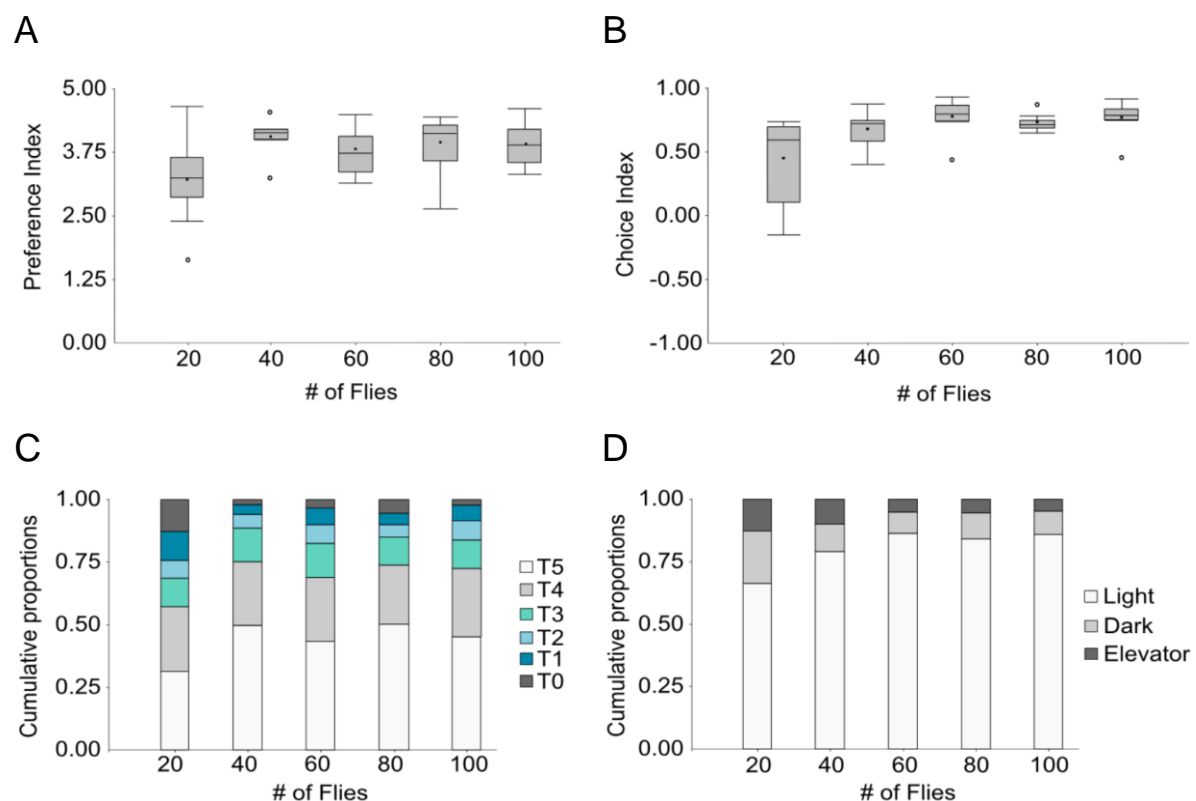 A
5.00
3.75
2.50
1.25
0.00
Preference Index
20 40 60 80 100
# of Flies
B
1.00
0.50
0.00
-0.50
-1.00
Choice Index
20 40 60 80 100
# of Flies
C
1.00
0.75
0.50
0.25
0.00
Cumulative proportions
20 40 60 80 100
# of Flies
T5
T4
T3
T2
T1
T0
D
1.00
0.75
0.50
0.25
0.00
Cumulative proportions
20 40 60 80 100
# of Flies
Light
Dark
Elevator